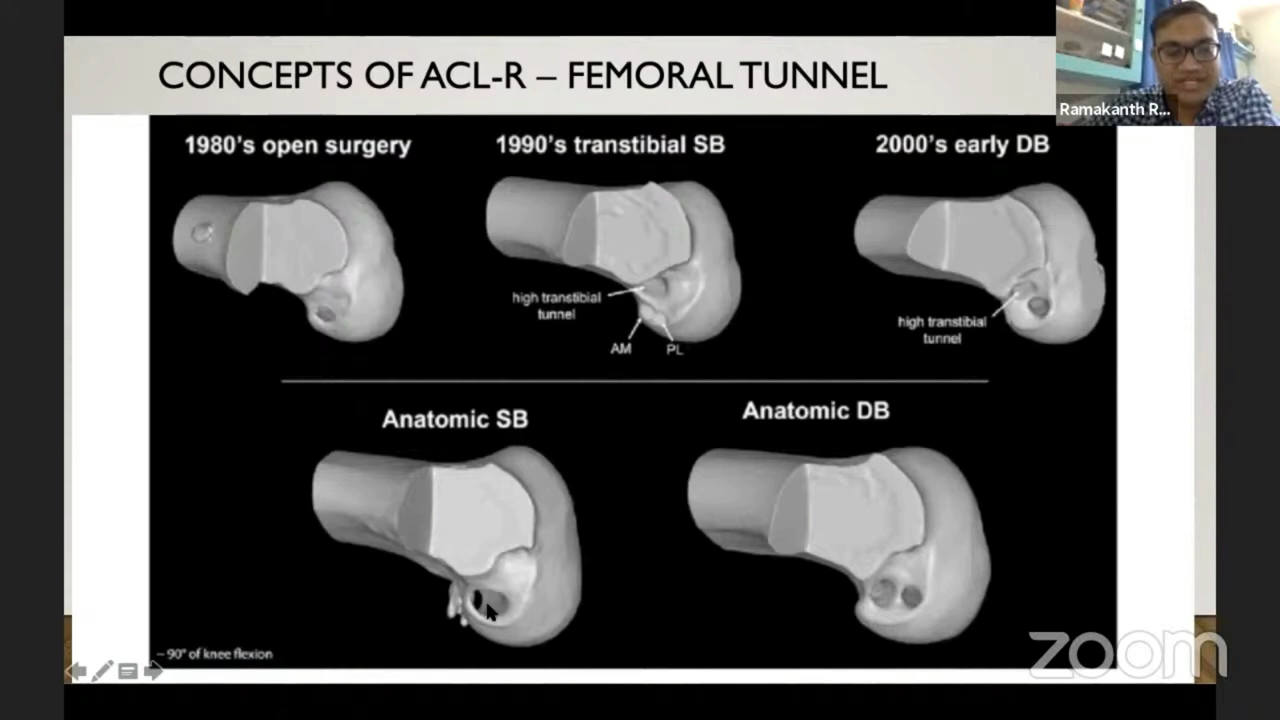 CONCEPTS OF ACL-R – FEMORAL TUNNEL
Ramakanth R...
1980's open surgery
1990's transtibial SB
2000's early DB
high transtibial
tunnel
AM
PL
high transtibial
tunnel
Anatomic SB
Anatomic DB
– 90° of knee flexion
zoom